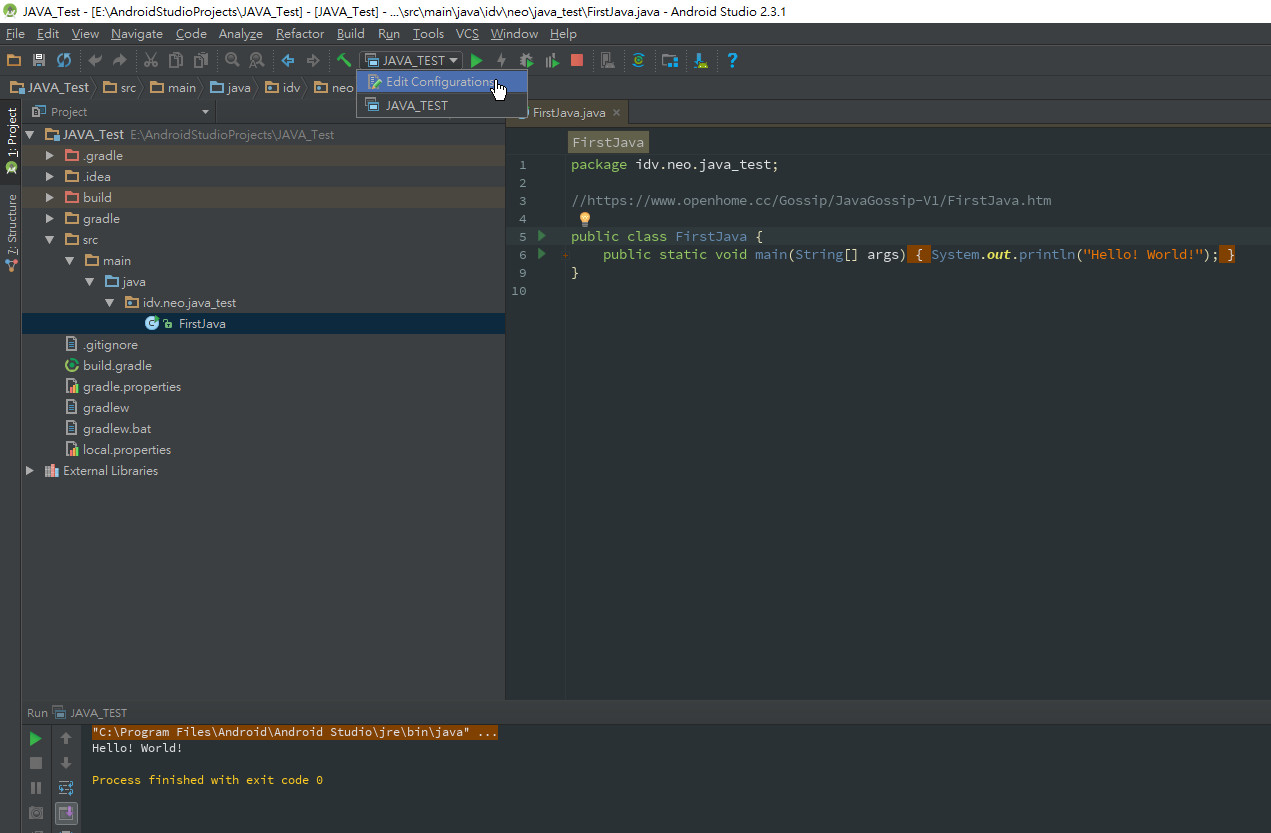 JAVA_Test - [E:\AndroidStudioProjects\JAVA_Test] - [JAVA_Test] - ...\src\main\java\idv\neo\java_test\FirstJava.java - Android Studio 2.3.1
File Edit View Navigate Code Analyze Refactor Build Run Tools VCS Window Help
JAVA_TEST
JAVA_Test src main java idv neo
Edit Configurations
JAVA_TEST
1: Project
7: Structure
Project
FirstJava.java
JAVA_Test E:\AndroidStudioProjects\JAVA_Test
.gradle
.idea
build
gradle
src
main
java
idv.neo.java_test
FirstJava
.gitignore
build.gradle
gradle.properties
gradlew
gradlew.bat
local.properties
External Libraries
FirstJava
1 package idv.neo.java_test;
2
3 //https://www.openhome.cc/Gossip/JavaGossip-V1/FirstJava.htm
4
5 public class FirstJava {
6 public static void main(String[] args) { System.out.println("Hello! World!"); }
9 }
10
Run JAVA_TEST
"C:\Program Files\Android\Android Studio\jre\bin\java" ...
Hello! World!
Process finished with exit code 0